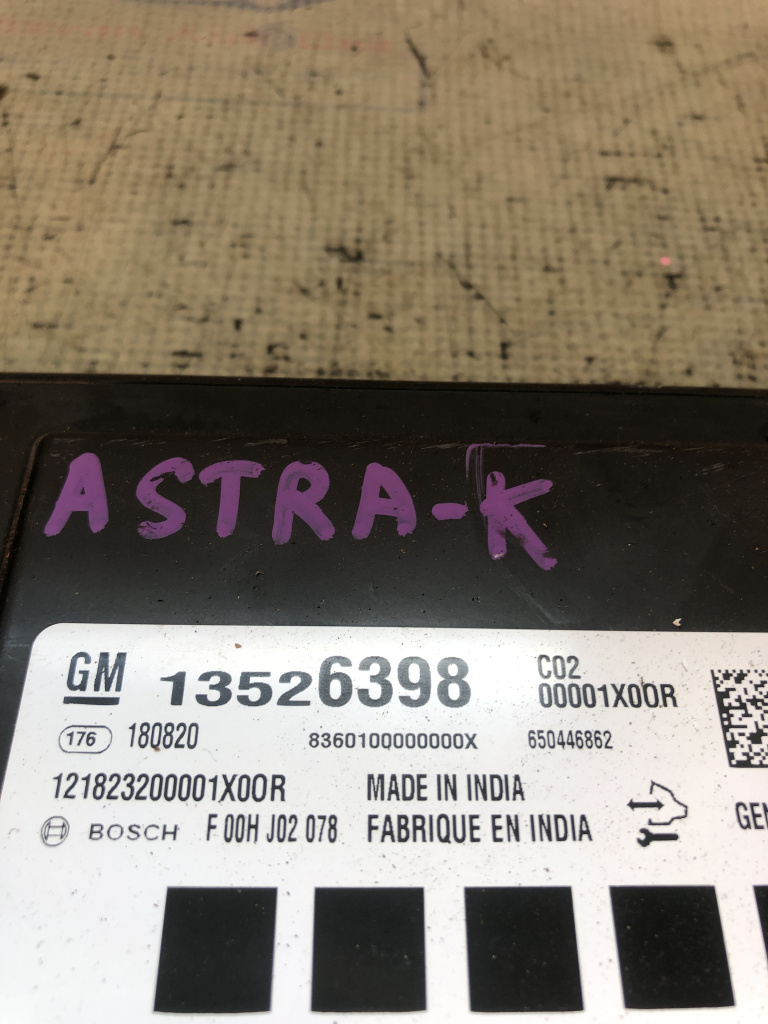 ASTRA-K
GM 13526398 C02
00001X00R
176 180820 8360100000000X 650446862
121823200001X00R MADE IN INDIA
BOSCH F 00H J02 078 FABRIQUE EN INDIA